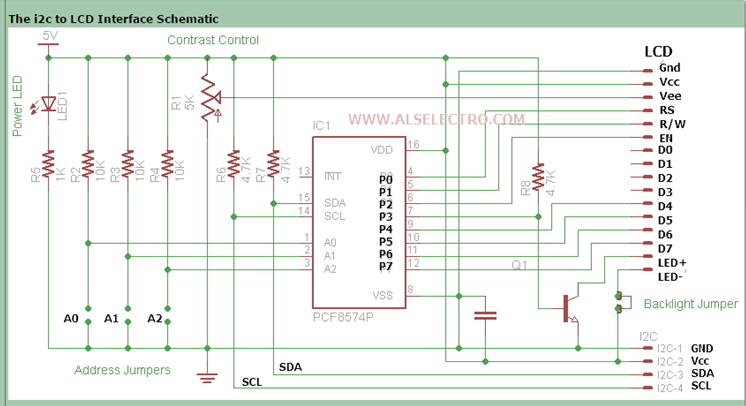 The i2c to LCD Interface Schematic
5V
Contrast Control
LCD
Power LED
LED1
R1
5K
WWW.ALSELECTRO.COM
Gnd
Vcc
Vee
RS
R/W
EN
D0
D1
D2
D3
D4
D5
D6
D7
LED+
LED-
IC1
R5
1K
R2
10K
R3
10K
R4
10K
R6
4.7K
R7
4.7K
R8
4.7K
13
15
14
1
2
3
INT
SDA
SCL
A0
A1
A2
VDD
P0
P1
P2
P3
P4
P5
P6
P7
VSS
16
4
5
6
7
9
10
11
12
8
PCF8574P
Q1
Backlight Jumper
A0
A1
A2
Address Jumpers
SDA
SCL
I2C
I2C-1 GND
I2C-2 Vcc
I2C-3 SDA
I2C-4 SCL